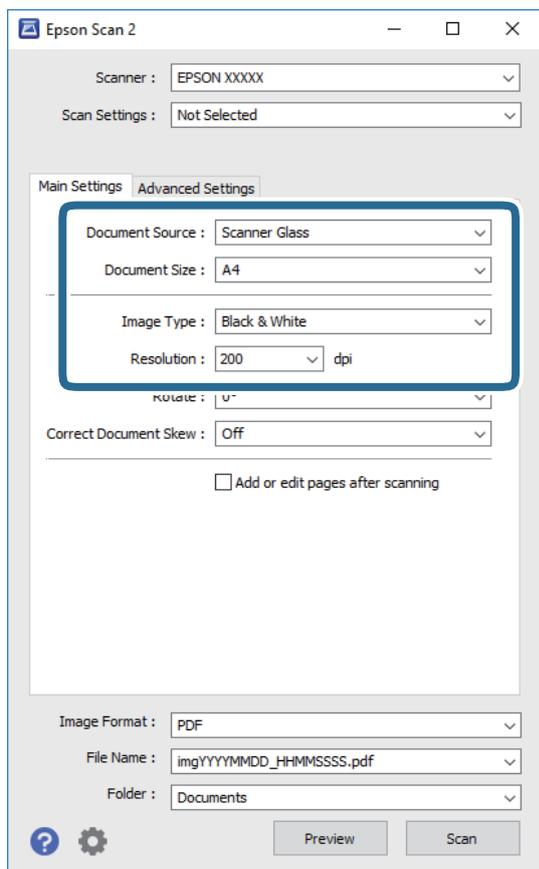 Epson Scan 2
Scanner : EPSON XXXXX
Scan Settings : Not Selected
Main Settings Advanced Settings
Document Source : Scanner Glass
Document Size : A4
Image Type : Black & White
Resolution : 200 dpi
Rotate : 0°
Correct Document Skew : Off
Add or edit pages after scanning
Image Format : PDF
File Name : imgYYYYMMDD_HHMMSSSS.pdf
Folder : Documents
? Preview Scan